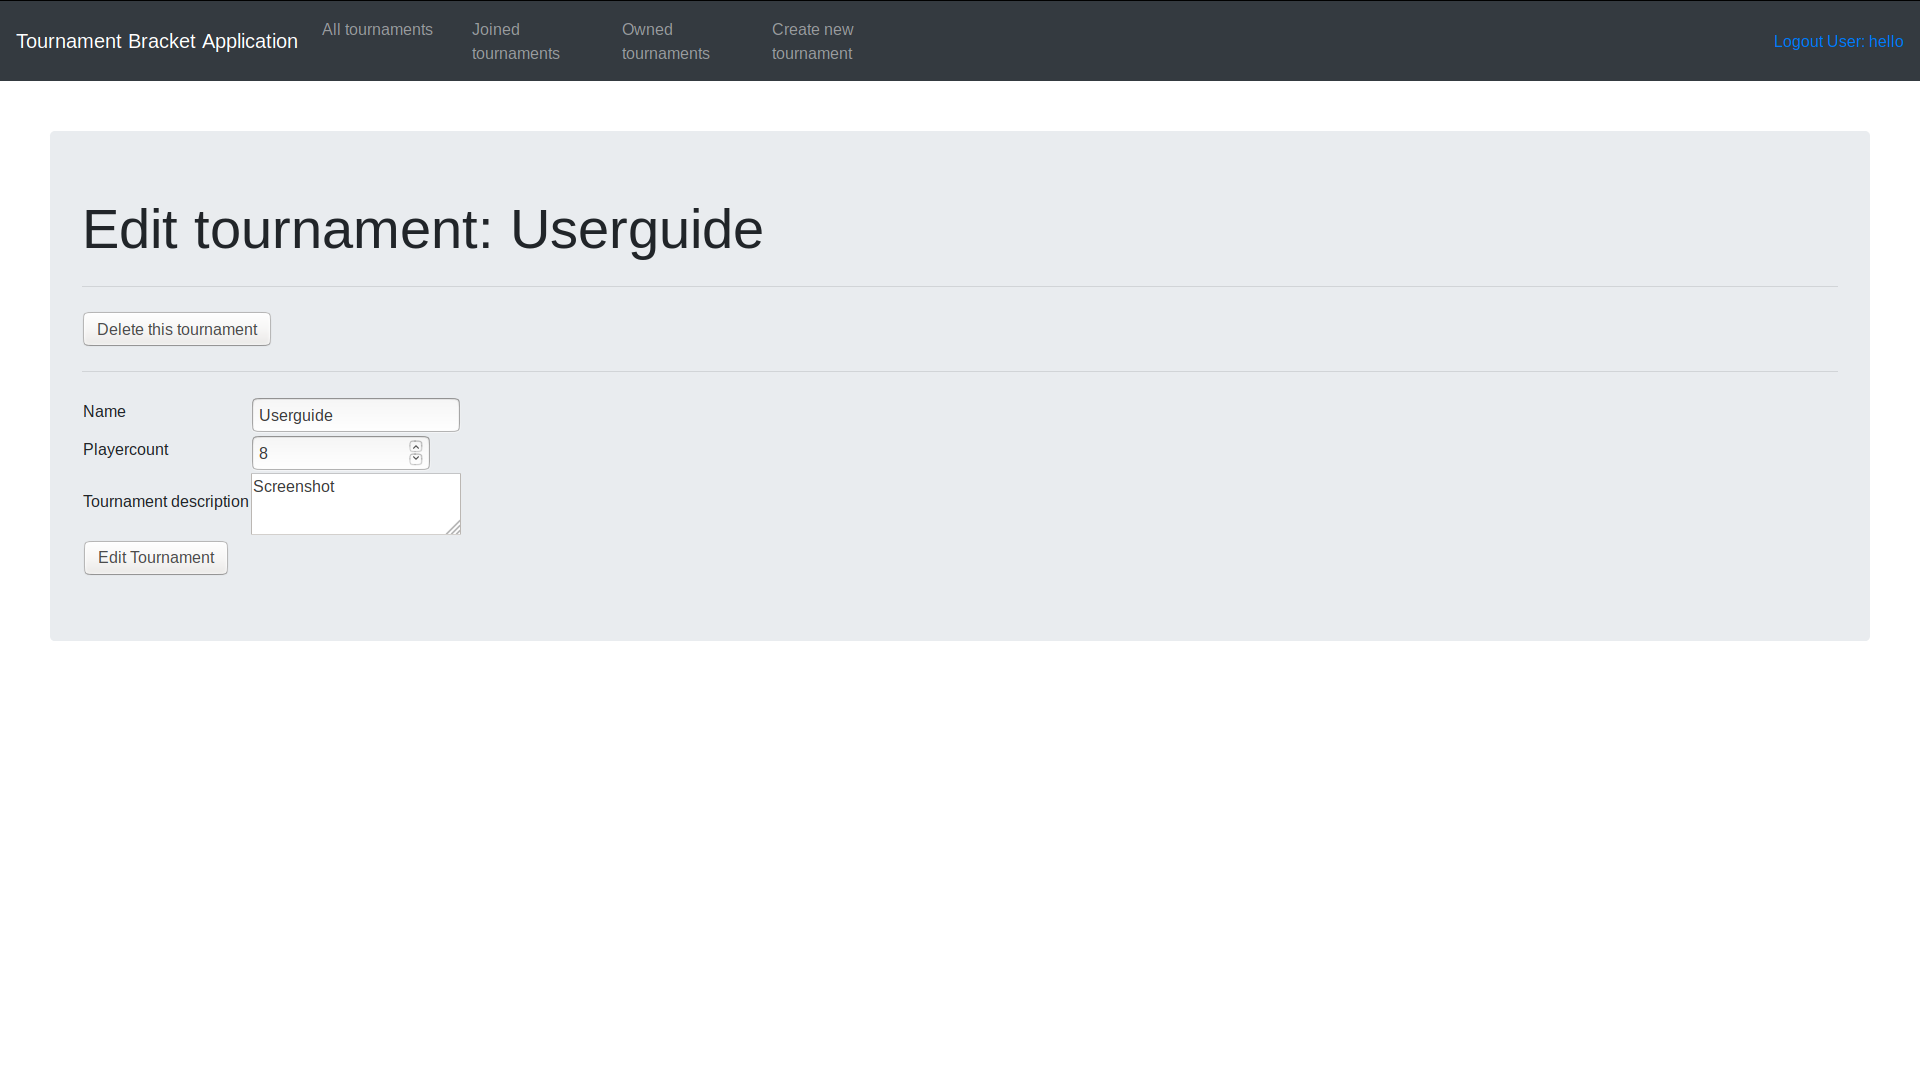 Tournament Bracket Application
All tournaments
Joined
tournaments
Owned
tournaments
Create new
tournament
Logout User: hello
Edit tournament: Userguide
Delete this tournament
Name
Userguide
Playercount
8
Tournament description
Screenshot
Edit Tournament